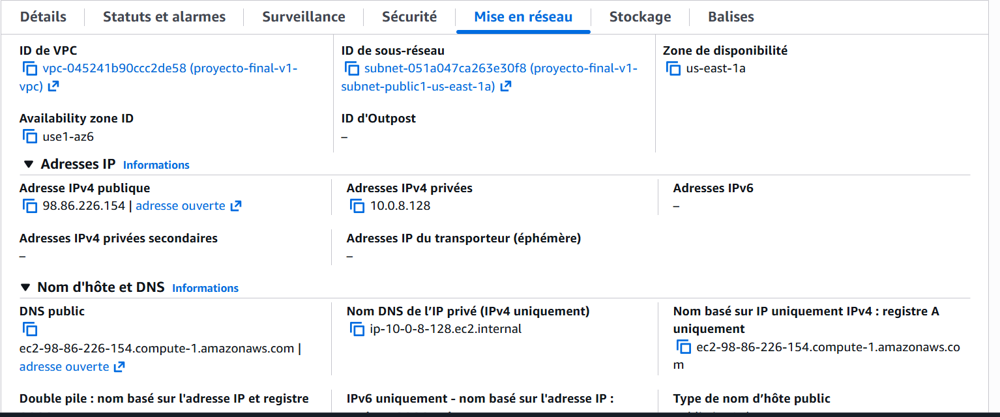 Détails Statuts et alarmes Surveillance Sécurité Mise en réseau Stockage Balises
ID de VPC
vpc-045241b90ccc2de58 (proyecto-final-v1-
vpc)
ID de sous-réseau
subnet-051a047ca263e30f8 (proyecto-final-v1-
subnet-public1-us-east-1a)
Zone de disponibilité
us-east-1a
Availability zone ID
use1-az6
ID d'Outpost
–
Adresses IP Informations
Adresse IPv4 publique
98.86.226.154 | adresse ouverte
Adresses IPv4 privées
10.0.8.128
Adresses IPv6
–
Adresses IPv4 privées secondaires
–
Adresses IP du transporteur (éphémère)
–
Nom d'hôte et DNS Informations
DNS public
ec2-98-86-226-154.compute-1.amazonaws.com |
adresse ouverte
Nom DNS de l’IP privé (IPv4 uniquement)
ip-10-0-8-128.ec2.internal
Nom basé sur IP uniquement IPv4 : registre A
uniquement
ec2-98-86-226-154.compute-1.amazonaws.co
m
Double pile : nom basé sur l'adresse IP et registre
IPv6 uniquement - nom basé sur l'adresse IP :
Type de nom d’hôte public